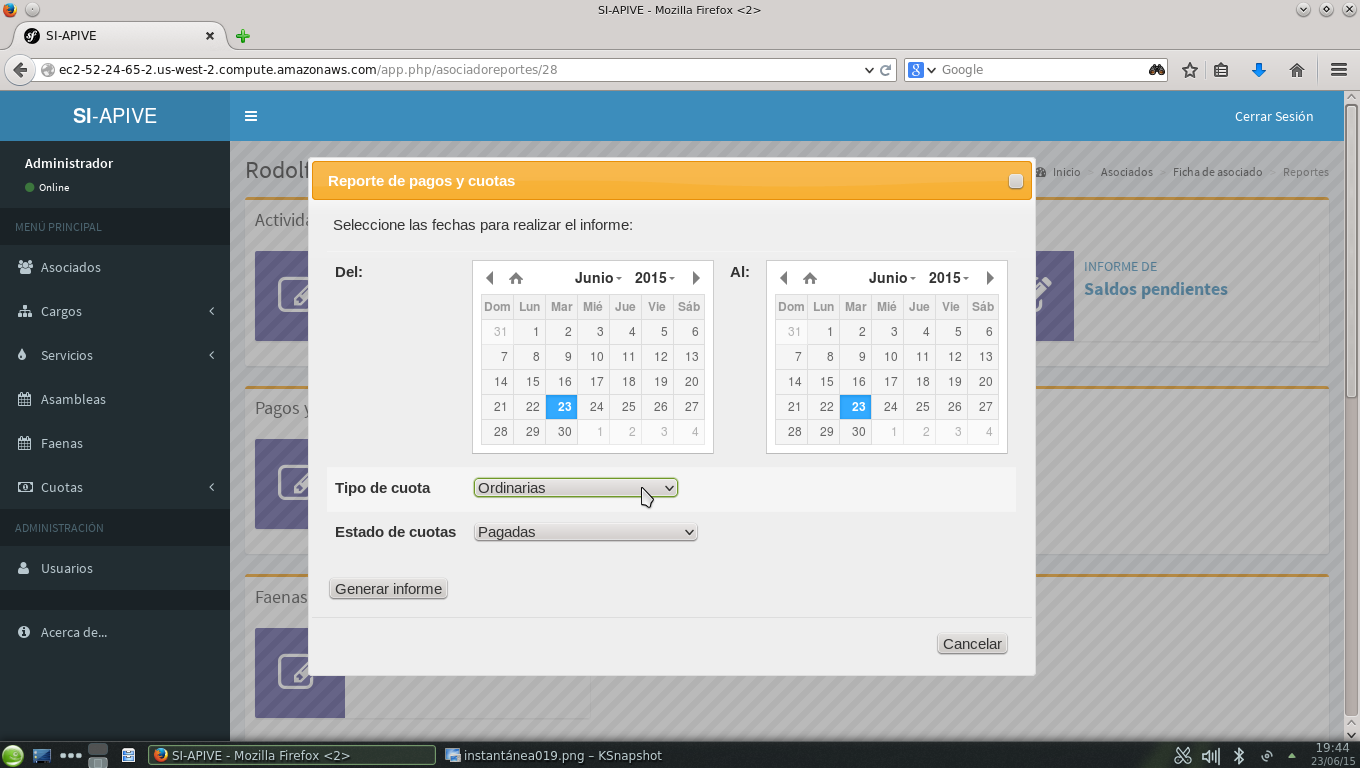 SI-APIVE - Mozilla Firefox <2>
SI-APIVE
ec2-52-24-65-2.us-west-2.compute.amazonaws.com/app.php/asociadoreportes/28
Google
SI-APIVE
Cerrar Sesión
Administrador
Online
MENÚ PRINCIPAL
Asociados
Cargos
Servicios
Asambleas
Faenas
Cuotas
ADMINISTRACIÓN
Usuarios
Acerca de...
Rodolf
Inicio
Asociados
Ficha de asociado
Reportes
Activida
INFORME DE
Saldos pendientes
Pagos y
Faenas
Reporte de pagos y cuotas
Seleccione las fechas para realizar el informe:
Del:
Junio 2015
Dom Lun Mar Mié Jue Vie Sáb
31 1 2 3 4 5 6
7 8 9 10 11 12 13
14 15 16 17 18 19 20
21 22 23 24 25 26 27
28 29 30 1 2 3 4
Al:
Junio 2015
Dom Lun Mar Mié Jue Vie Sáb
31 1 2 3 4 5 6
7 8 9 10 11 12 13
14 15 16 17 18 19 20
21 22 23 24 25 26 27
28 29 30 1 2 3 4
Tipo de cuota
Ordinarias
Estado de cuotas
Pagadas
Generar informe
Cancelar
SI-APIVE - Mozilla Firefox <2>
instantánea019.png – KSnapshot
19:44
23/06/15